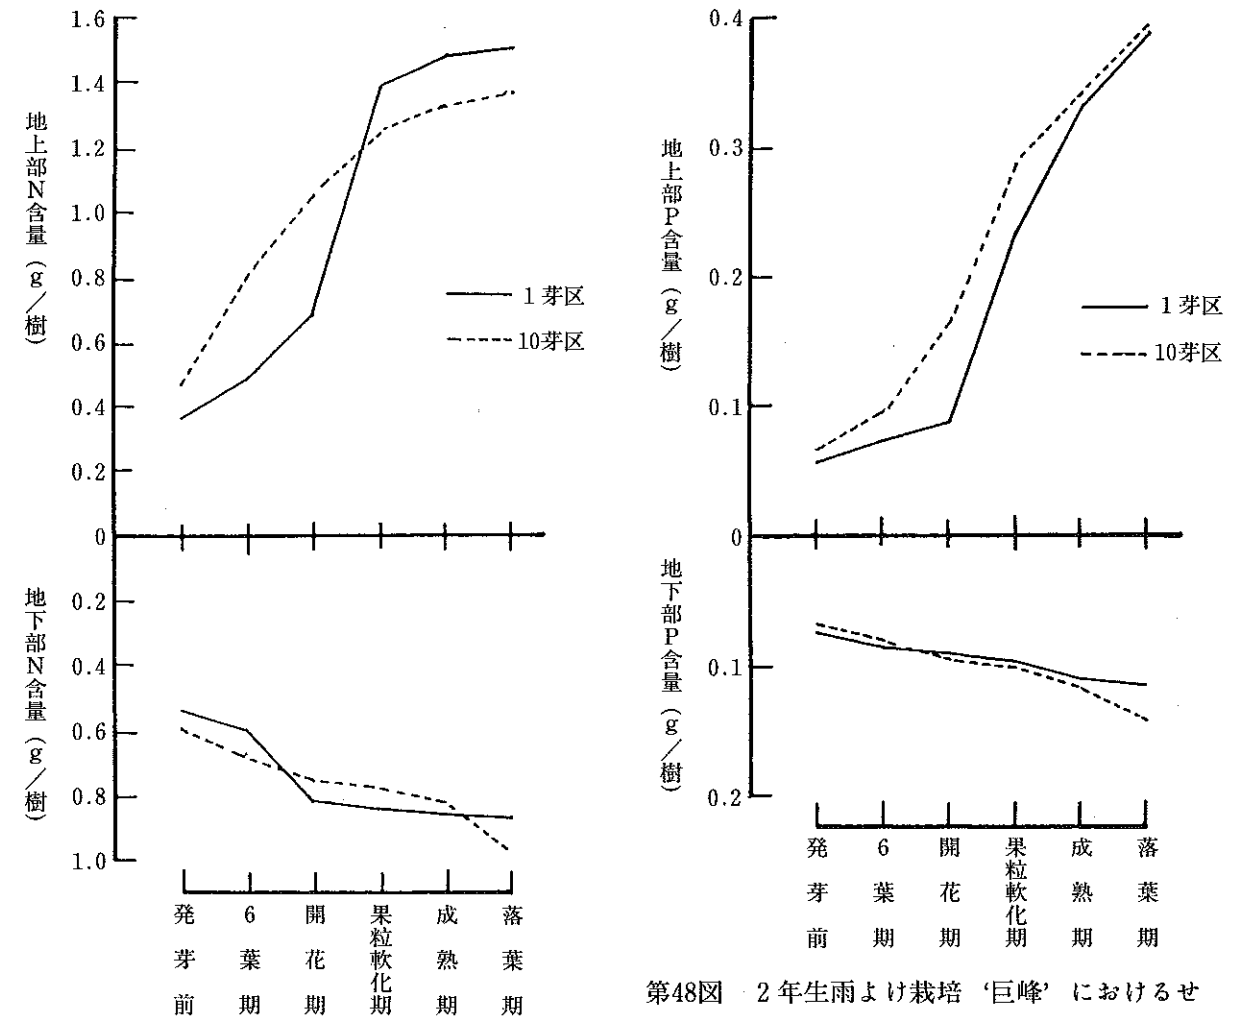 地上部N含量(g/樹)
1.6
1.4
1.2
1.0
0.8
0.6
0.4
0.2
0
1芽区
10芽区
地下部N含量(g/樹)
0.2
0.4
0.6
0.8
1.0
発芽前
6葉期
開花期
果粒軟化期
成熟期
落葉期
地上部P含量(g/樹)
0.4
0.3
0.2
0.1
0
1芽区
10芽区
地下部P含量(g/樹)
0.1
0.2
発芽前
6葉期
開花期
果粒軟化期
成熟期
落葉期
第48図 2年生雨よけ栽培 ‘巨峰’ におけるせ